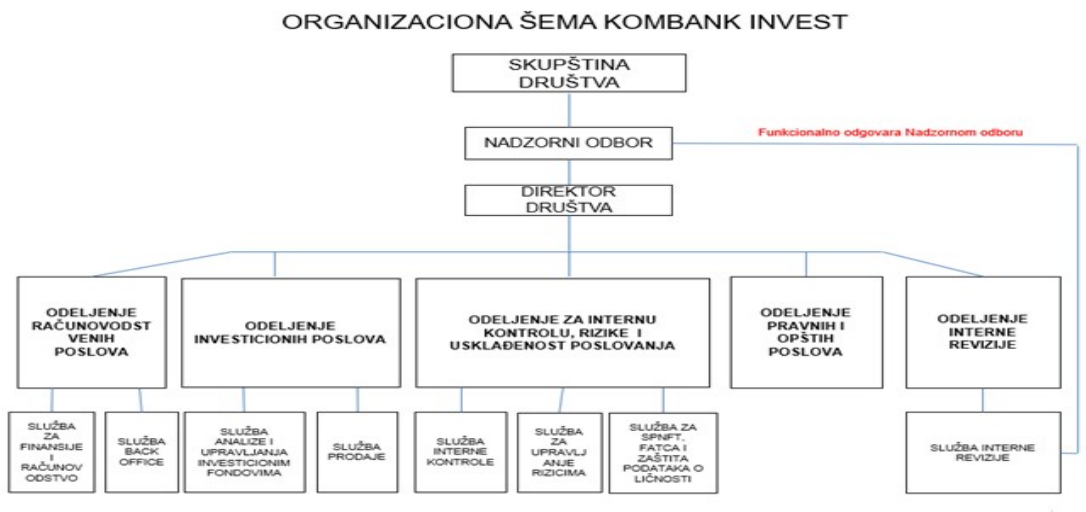 ORGANIZACIONA ŠEMA KOMBANK INVEST
SKUPŠTINA
DRUŠTVA
NADZORNI ODBOR
Funkcionalno odgovara Nadzornom odboru
DIREKTOR
DRUŠTVA
ODELJENJE
RAČUNOVODST
VENIH
POSLOVA
ODELJENJE
INVESTICIONIH POSLOVA
ODELJENJE ZA INTERNU
KONTROLU, RIZIKE I
USKLAĐENOST POSLOVANJA
ODELJENJE
PRAVNIH I
OPŠTIH
POSLOVA
ODELJENJE
INTERNE
REVIZIJE
SLUŽBA
ZA
FINANSIJE
I
RAČUNOV
ODSTVO
SLUŽBA
BACK
OFFICE
SLUŽBA
ANALIZE I
UPRAVLJANJA
INVESTICIONIM
FONDOVIMA
SLUŽBA
PRODAJE
SLUŽBA
INTERNE
KONTROLE
SLUŽBA
ZA
UPRAVLJ
ANJE
RIZICIMA
SLUŽBA ZA
SPNFT,
FATCA I
ZAŠTITA
PODATAKA O
LIČNOSTI
SLUŽBA INTERNE
REVIZIJE